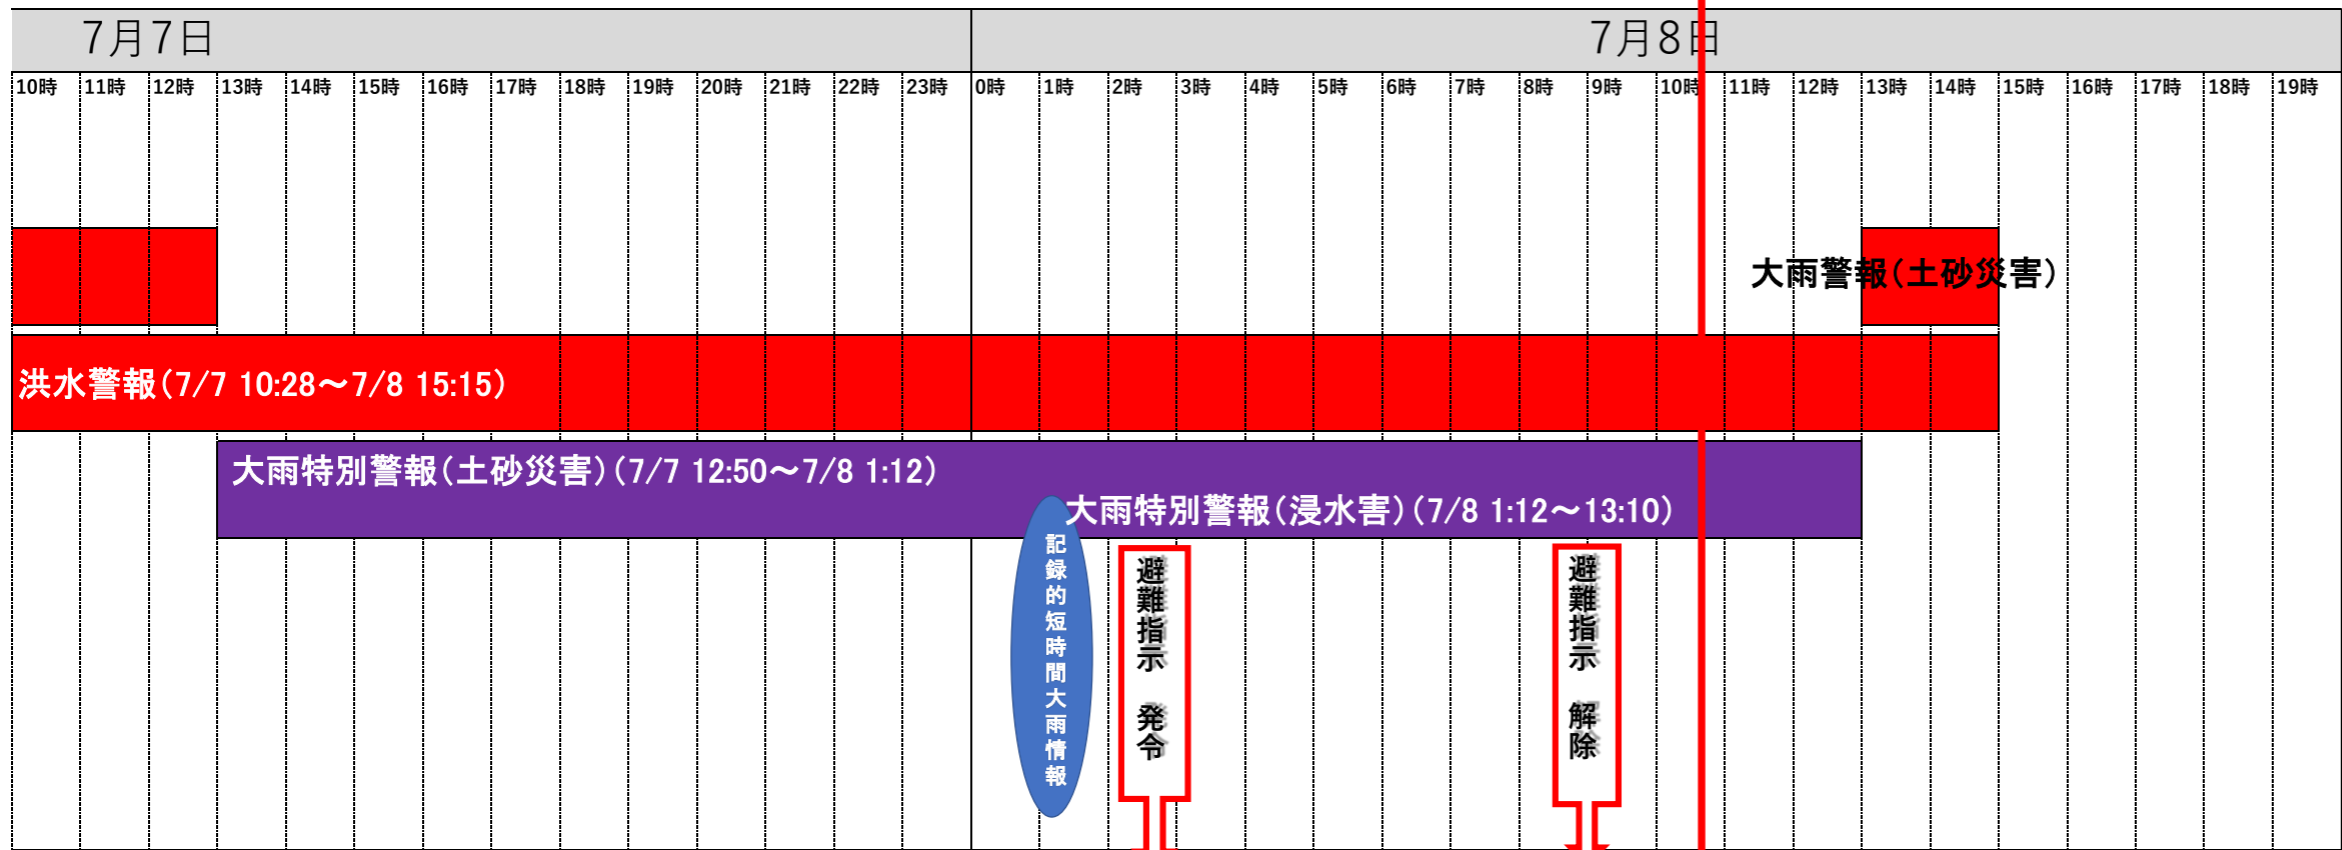 7月7日
7月8日
10時 11時 12時 13時 14時 15時 16時 17時 18時 19時 20時 21時 22時 23時 0時 1時 2時 3時 4時 5時 6時 7時 8時 9時 10時 11時 12時 13時 14時 15時 16時 17時 18時 19時
大雨警報(土砂災害)
洪水警報(7/7 10:28～7/8 15:15)
大雨特別警報(土砂災害)(7/7 12:50～7/8 1:12)
大雨特別警報(浸水害)(7/8 1:12～13:10)
記録的短時間大雨情報
避難指示 発令
避難指示 解除